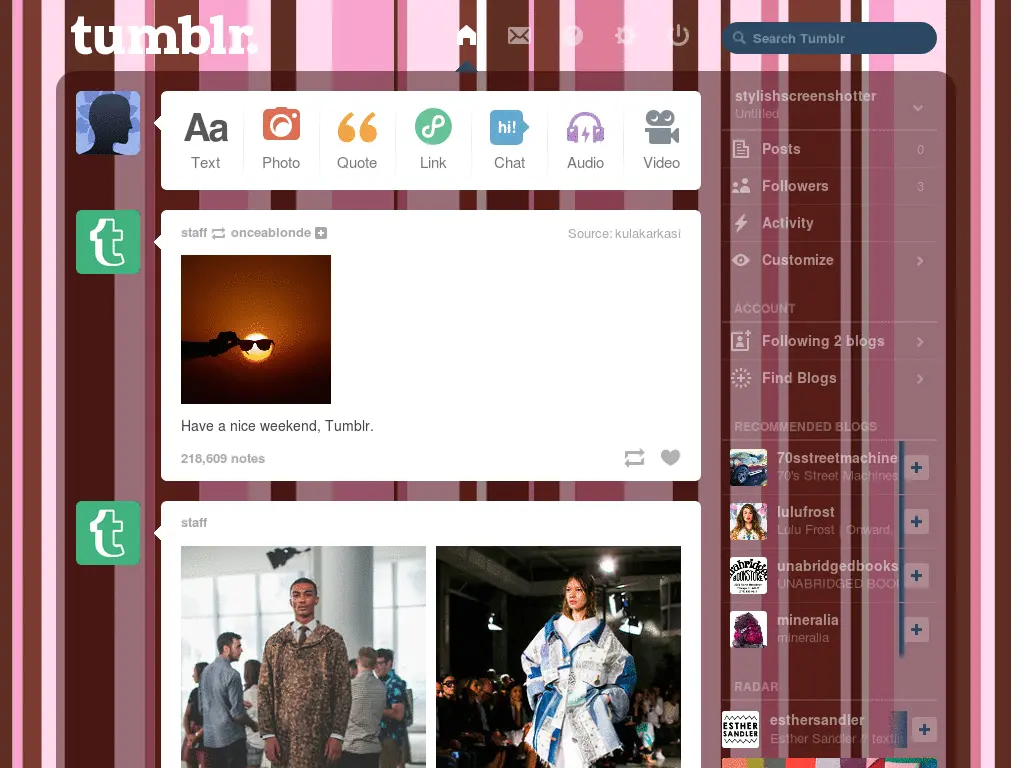 tumblr.
Search Tumblr
Aa
hi!
Text Photo Quote Link Chat Audio Video
staff onceablonde
Source: kulakarkasi
Have a nice weekend, Tumblr.
218,609 notes
staff
stylishscreenshotter
Untitled
Posts 0
Followers 3
Activity
Customize
ACCOUNT
Following 2 blogs
Find Blogs
RECOMMENDED BLOGS
70sstreetmachine
70's Street Machines
lulufrost
Lulu Frost | Onward,
unabridgedbooks
UNABRIDGED BOO
mineralia
mineralia
RADAR
esthersandler
Esther Sandler // textil
ESTHER
SANDLER